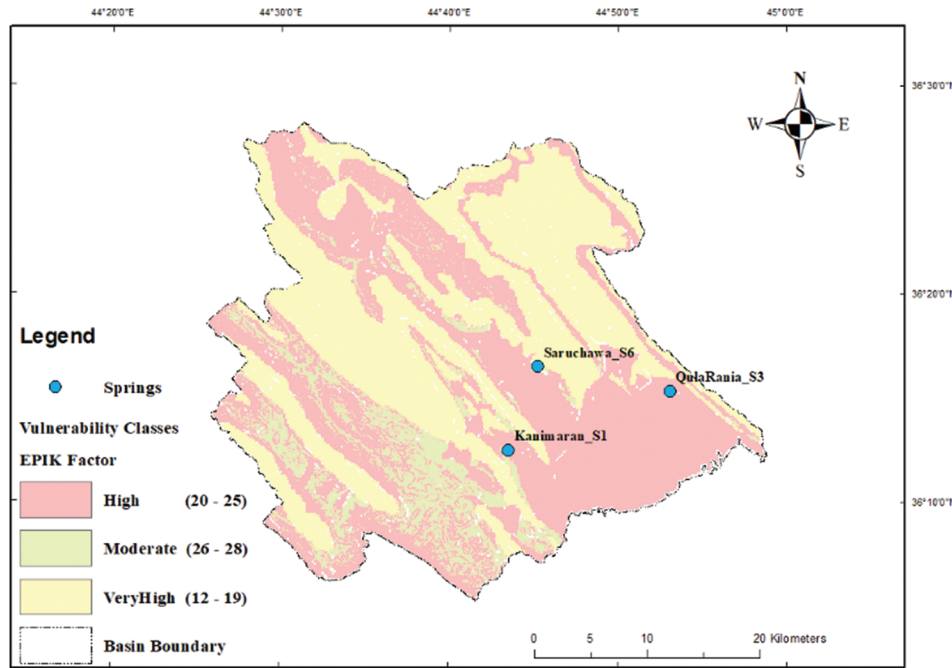 44°20'0"E 44°30'0"E 44°40'0"E 44°50'0"E 45°0'0"E
36°30'0"N
N
W E
S
36°20'0"N
Legend
Saruchawa_S6
QulaRania_S3
Springs
Vulnerability Classes
Kanimaran_S1
EPIK Factor
High (20 - 25)
36°10'0"N
Moderate (26 - 28)
VeryHigh (12 - 19)
Basin Boundary
0 5 10 20 Kilometers